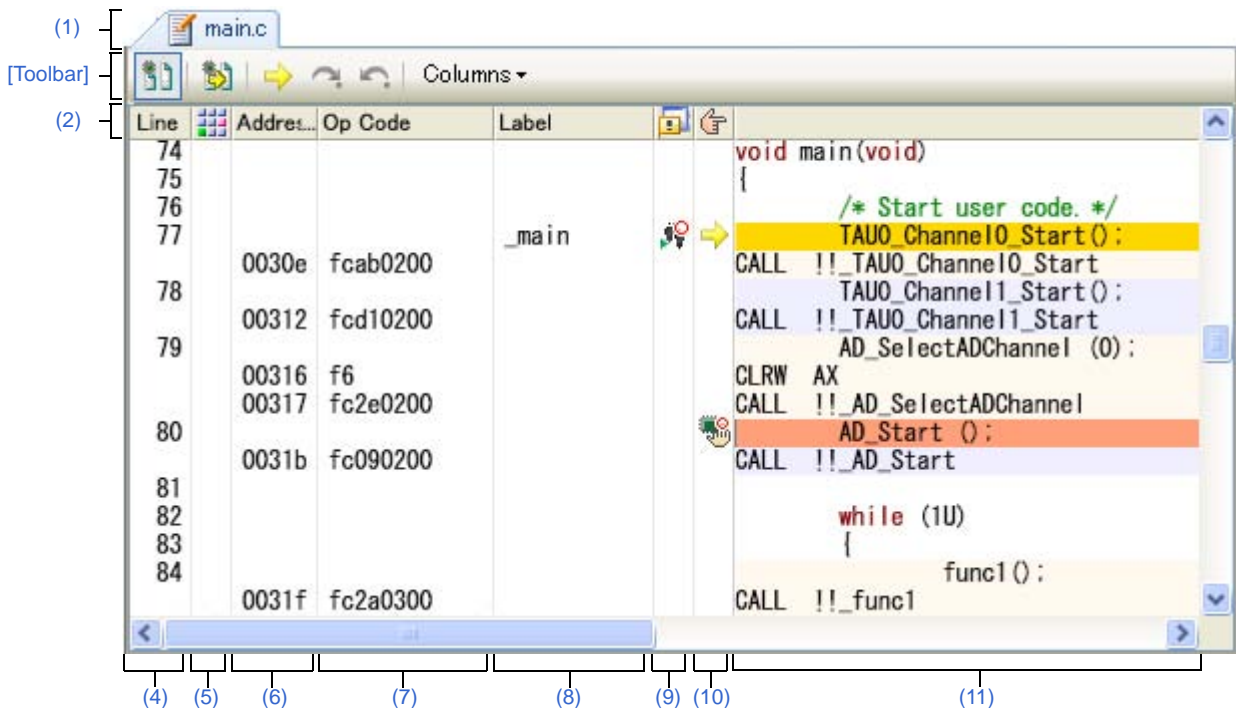 (1) main.c
[Toolbar] Columns
(2) Line Addres... Op Code Label
74 void main(void)
75 {
76 /* Start user code. */
77 _main TAU0_Channel0_Start();
0030e fcab0200 CALL !!_TAU0_Channel0_Start
78 TAU0_Channel1_Start();
00312 fcd10200 CALL !!_TAU0_Channel1_Start
79 AD_SelectADChannel (0);
00316 f6 CLRW AX
00317 fc2e0200 CALL !!_AD_SelectADChannel
80 AD_Start ();
0031b fc090200 CALL !!_AD_Start
81
82 while (1U)
83 {
84 func1();
0031f fc2a0300 CALL !!_func1
(4) (5) (6) (7) (8) (9) (10) (11)